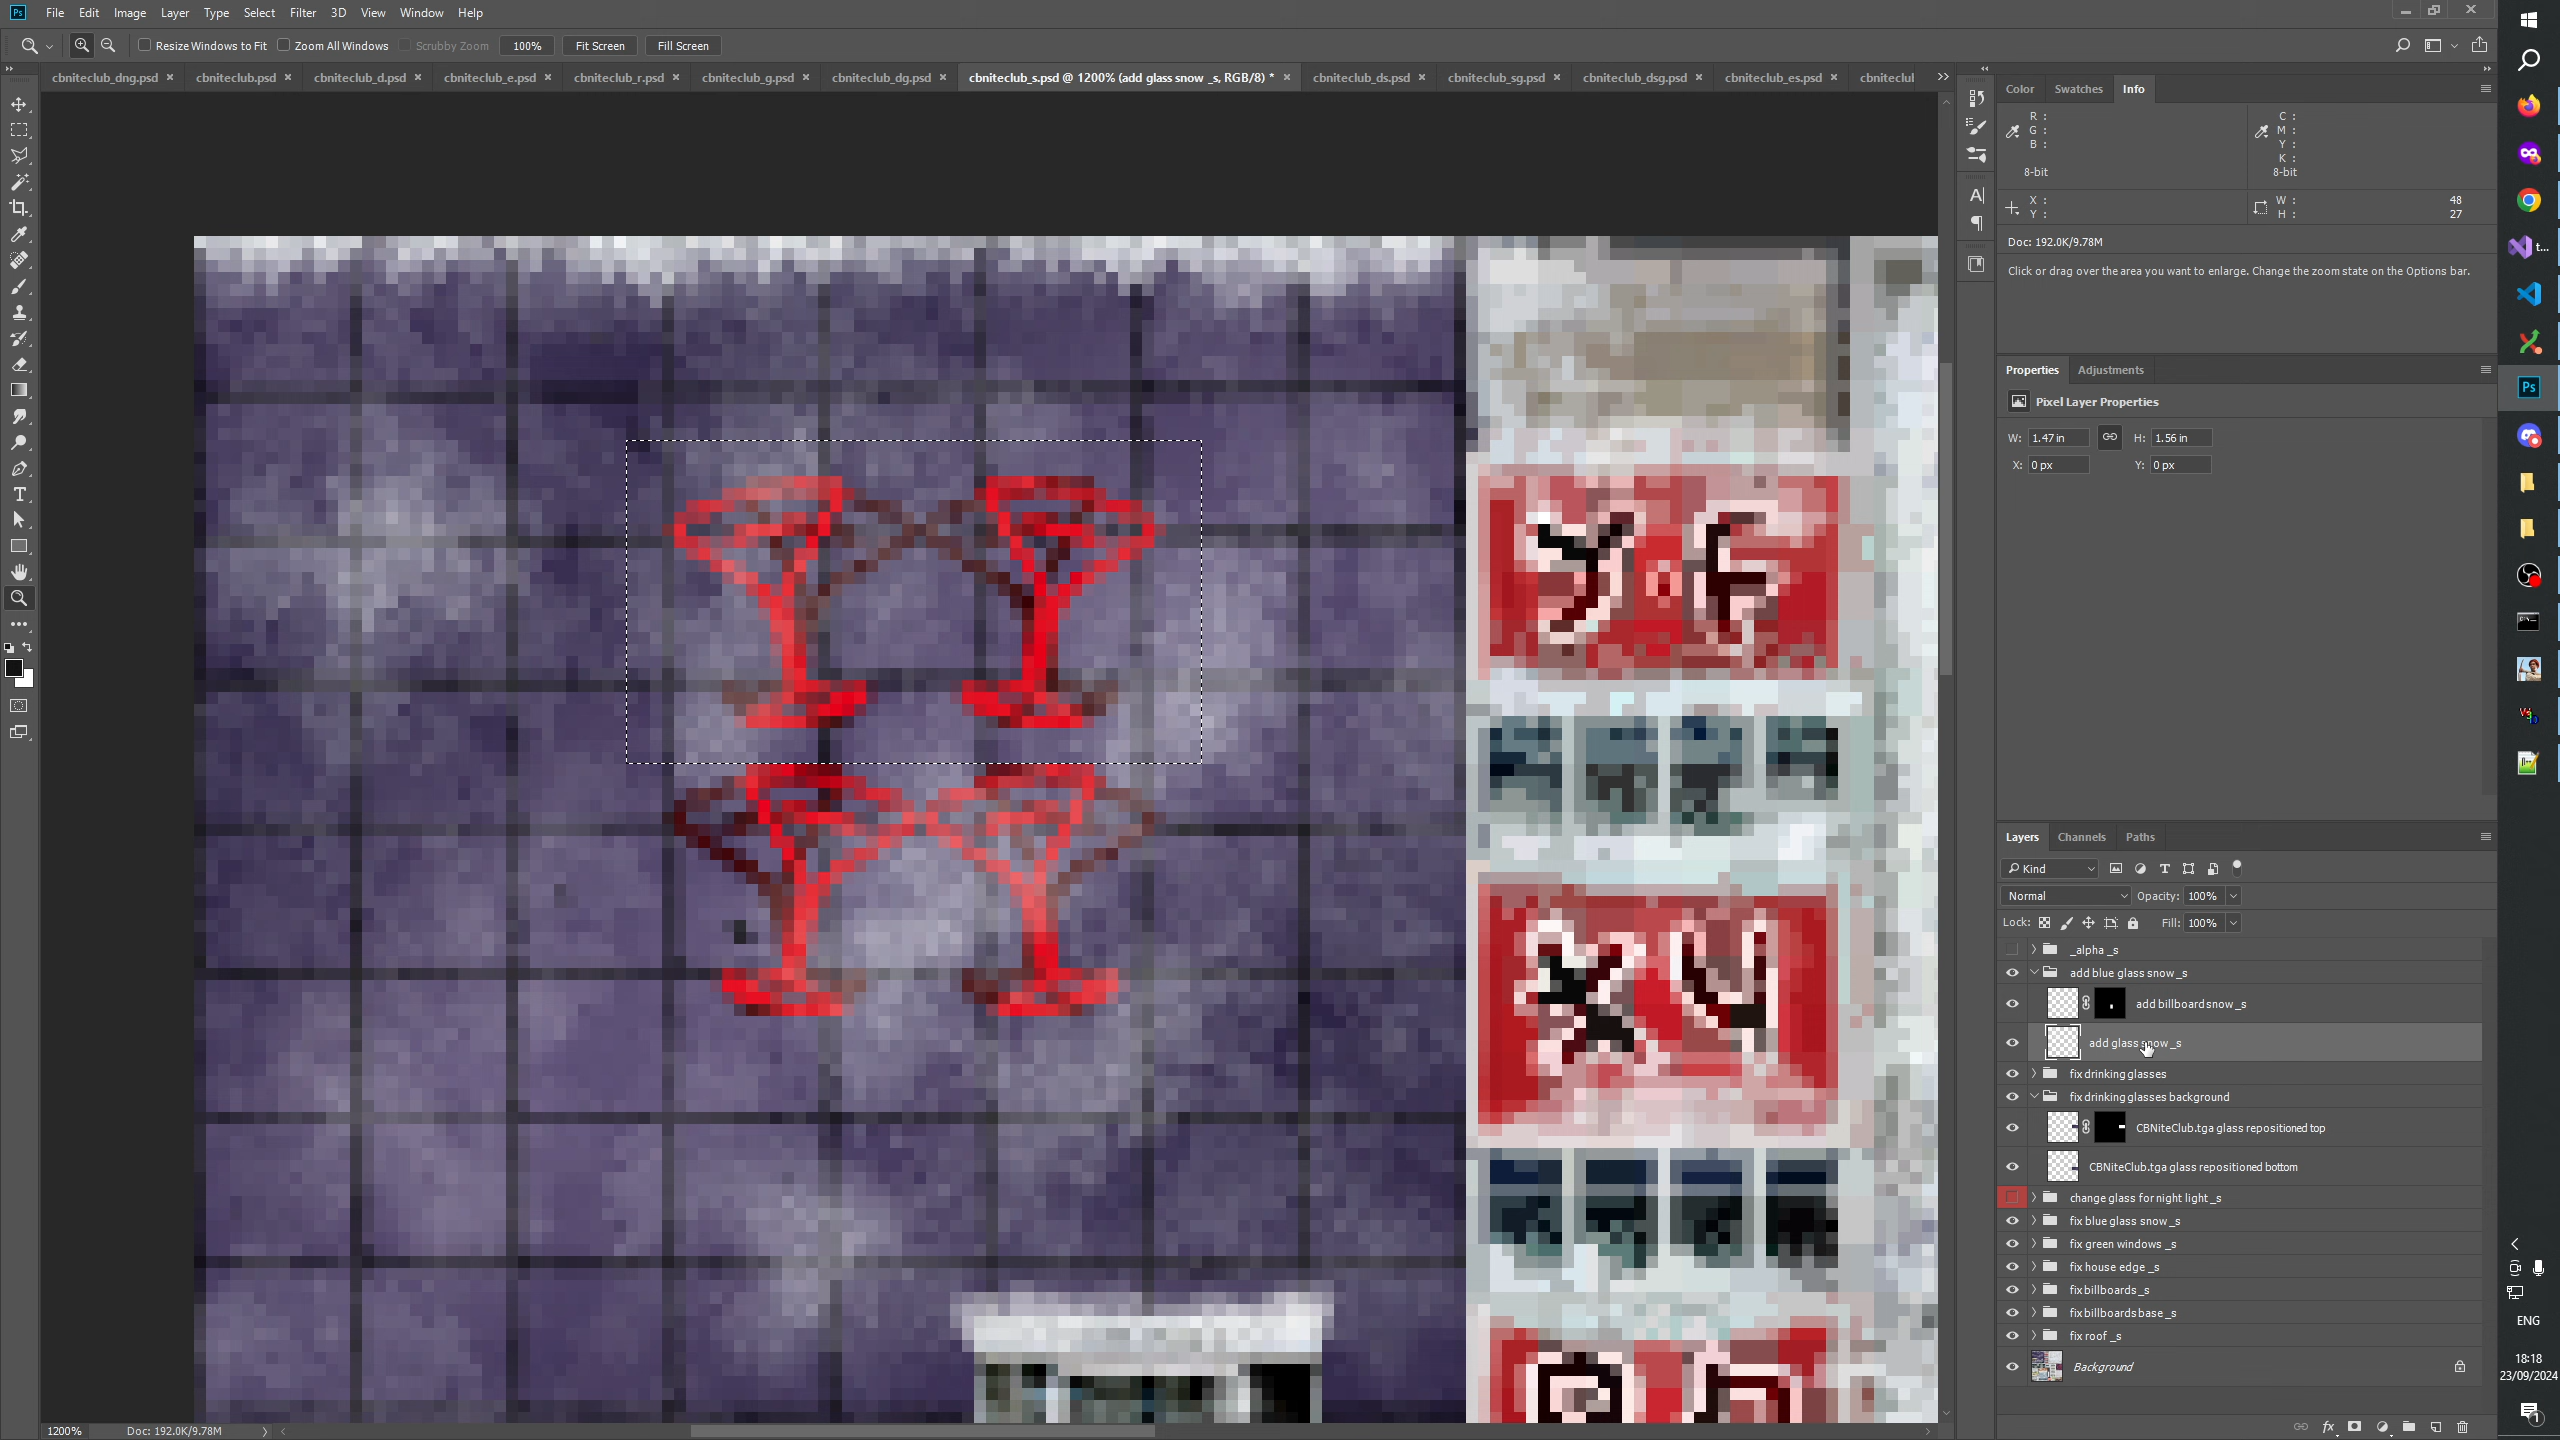 File Edit Image Layer Type Select Filter 3D View Window Help
Resize Windows to Fit Zoom All Windows Scrubby Zoom 100% Fit Screen Fill Screen
cbniteclub_dng.psd cbniteclub.psd cbniteclub_d.psd cbniteclub_e.psd cbniteclub_r.psd cbniteclub_g.psd cbniteclub_dg.psd cbniteclub_s.psd @ 1200% (add glass snow _s, RGB/8) * cbniteclub_ds.psd cbniteclub_sg.psd cbniteclub_dsg.psd cbniteclub_es.psd cbniteclul
Color Swatches Info
R :
G :
B :
8-bit
C :
M :
Y :
K :
8-bit
X :
Y :
W : 48
H : 27
Doc: 192.0K/9.78M
Click or drag over the area you want to enlarge. Change the zoom state on the Options bar.
Properties Adjustments
Pixel Layer Properties
W: 1.47 in H: 1.56 in
X: 0 px Y: 0 px
Layers Channels Paths
Kind
Normal Opacity: 100%
Lock: Fill: 100%
_alpha _s
add blue glass snow _s
add billboard snow _s
add glass snow _s
fix drinking glasses
fix drinking glasses background
CBNiteClub.tga glass repositioned top
CBNiteClub.tga glass repositioned bottom
change glass for night light _s
fix blue glass snow _s
fix green windows _s
fix house edge _s
fix billboards _s
fix billboards base _s
fix roof _s
Background
1200% Doc: 192.0K/9.78M
t...
ENG
18:18
23/09/2024
1